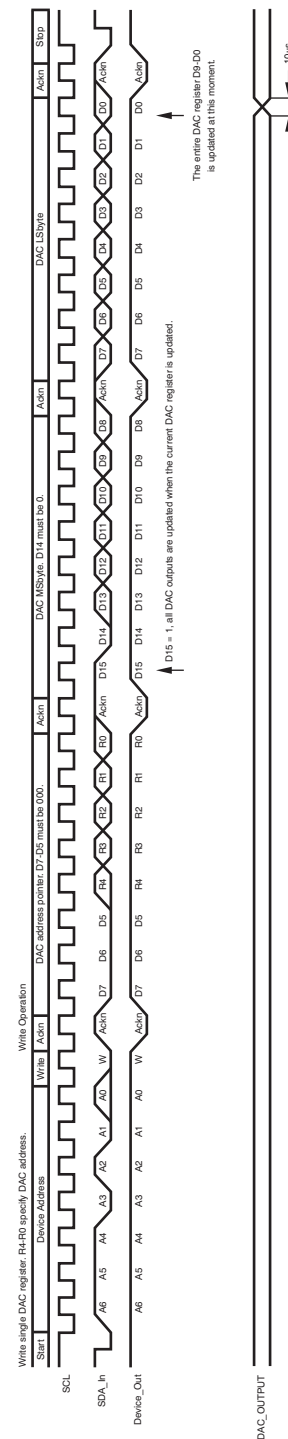 Write single DAC register. R4-R0 specify DAC address.
Write Operation
Start Device Address Write Ackn DAC address pointer. D7-D5 must be 000. Ackn DAC MSbyte. D14 must be 0. Ackn DAC LSbyte Ackn Stop
SCL
SDA_In A6 A5 A4 A3 A2 A1 A0 W Ackn D7 D6 D5 R4 R3 R2 R1 R0 Ackn D15 D14 D13 D12 D11 D10 D9 D8 Ackn D7 D6 D5 D4 D3 D2 D1 D0 Ackn
Device_Out A6 A5 A4 A3 A2 A1 A0 W Ackn D7 D6 D5 R4 R3 R2 R1 R0 Ackn D15 D14 D13 D12 D11 D10 D9 D8 Ackn D7 D6 D5 D4 D3 D2 D1 D0 Ackn
D15 = 1, all DAC outputs are updated when the current DAC register is updated.
The entire DAC register D9-D0
is updated at this moment.
DAC_OUTPUT